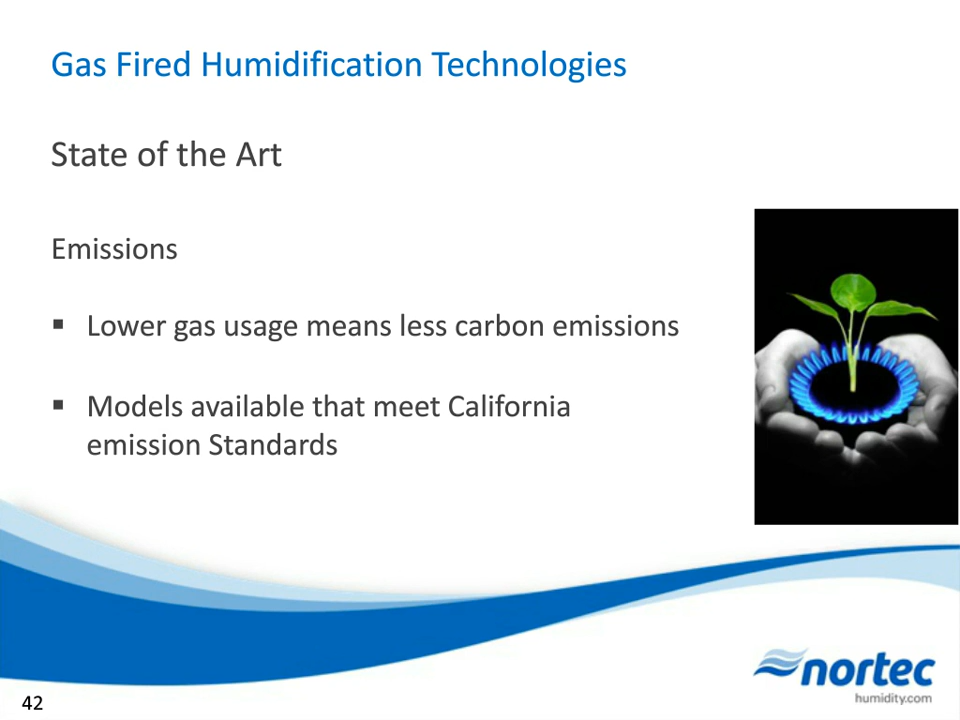 Gas Fired Humidification Technologies
State of the Art
Emissions
▪ Lower gas usage means less carbon emissions
▪ Models available that meet California
emission Standards
nortec
humidity.com
42